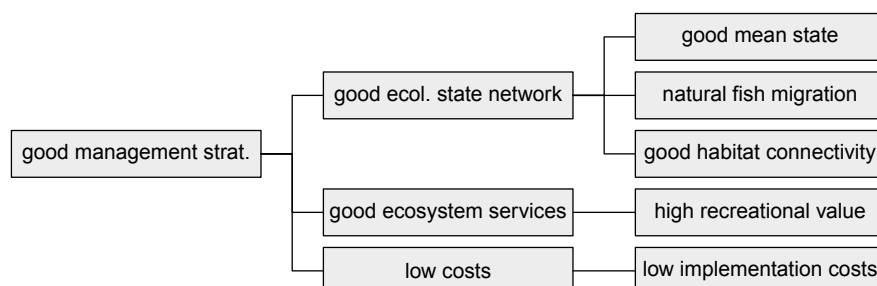 good mean state
good ecol. state network
natural fish migration
good management strat.
good habitat connectivity
good ecosystem services
high recreational value
low costs
low implementation costs